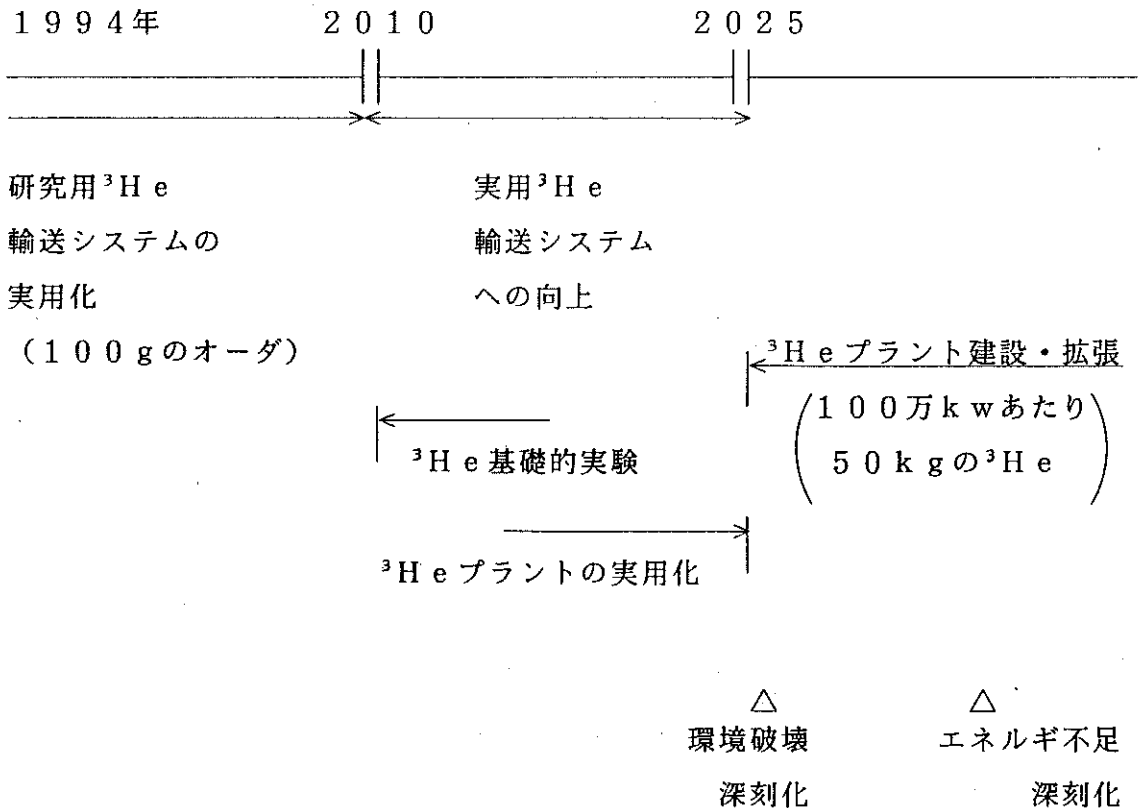 1994年 2010 2025
研究用³He
輸送システムの
実用化
(100gのオーダ)
実用³He
輸送システム
への向上
³Heプラント建設・拡張
(100万kwあたり
50kgの³He)
³He基礎的実験
³Heプラントの実用化
環境破壊
深刻化
エネルギ不足
深刻化